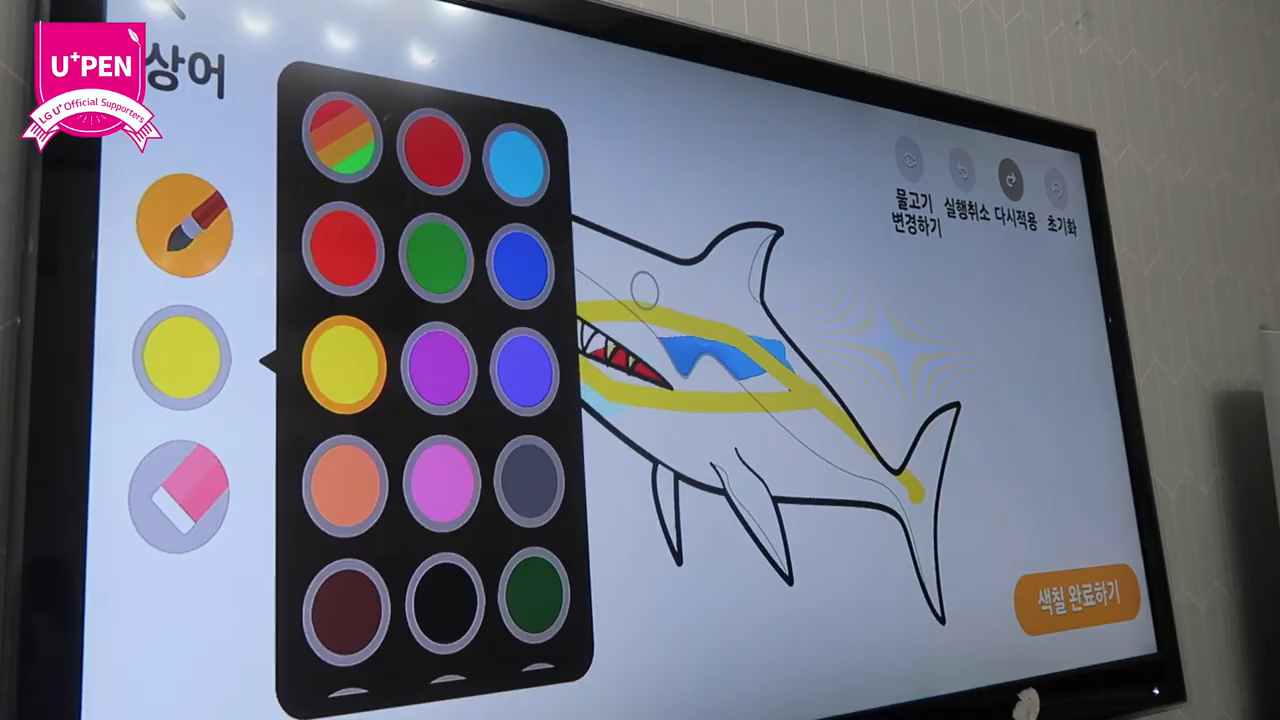 U+PEN
LG U+ Official Supporters
상어
물고기
변경하기
실행취소
다시적용
초기화
색칠 완료하기